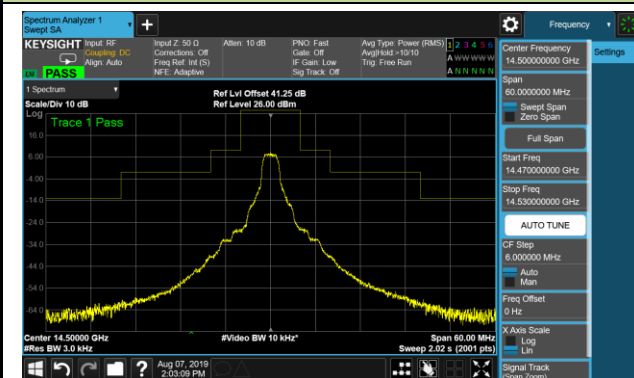 Spectrum Analyzer 1
Swept SA
+
Frequency
KEYSIGHT
Input: RF
Coupling: DC
Align: Auto
Input Z: 50 Ω
Corrections: Off
Freq Ref: Int (S)
NFE: Adaptive
Atten: 10 dB
PNO: Fast
Gate: Off
IF Gain: Low
Sig Track: Off
Avg Type: Power (RMS)
Avg|Hold:>10/10
Trig: Free Run
1 2 3 4 5 6
A W W W W W
A N N N N N
PASS
1 Spectrum
Scale/Div 10 dB
Ref Lvl Offset 41.25 dB
Ref Level 26.00 dBm
Log
Trace 1 Pass
16.0
6.00
-4.00
-14.0
-24.0
-34.0
-44.0
-54.0
-64.0
Center 14.50000 GHz
#Video BW 10 kHz*
Span 60.00 MHz
#Res BW 3.0 kHz
Sweep 2.02 s (2001 pts)
Aug 07, 2019
2:03:09 PM
?
Center Frequency
14.500000000 GHz
Settings
Span
60.0000000 MHz
Swept Span
Zero Span
Full Span
Start Freq
14.470000000 GHz
Stop Freq
14.530000000 GHz
AUTO TUNE
CF Step
6.000000 MHz
Auto
Man
Freq Offset
0 Hz
X Axis Scale
Log
Lin
Signal Track
(Span Zoom)